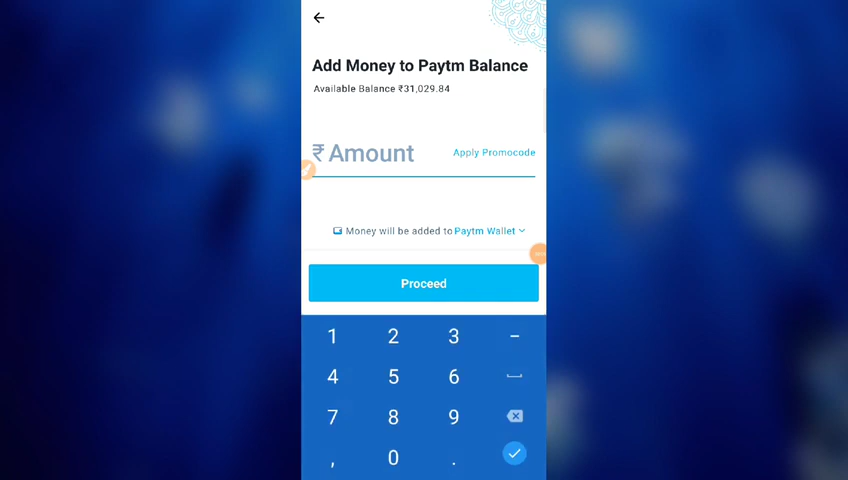 Add Money to Paytm Balance
Available Balance ₹31,029.84
₹ Amount
Apply Promocode
Money will be added to Paytm Wallet
Proceed
1 2 3 -
4 5 6
7 8 9
, 0 .